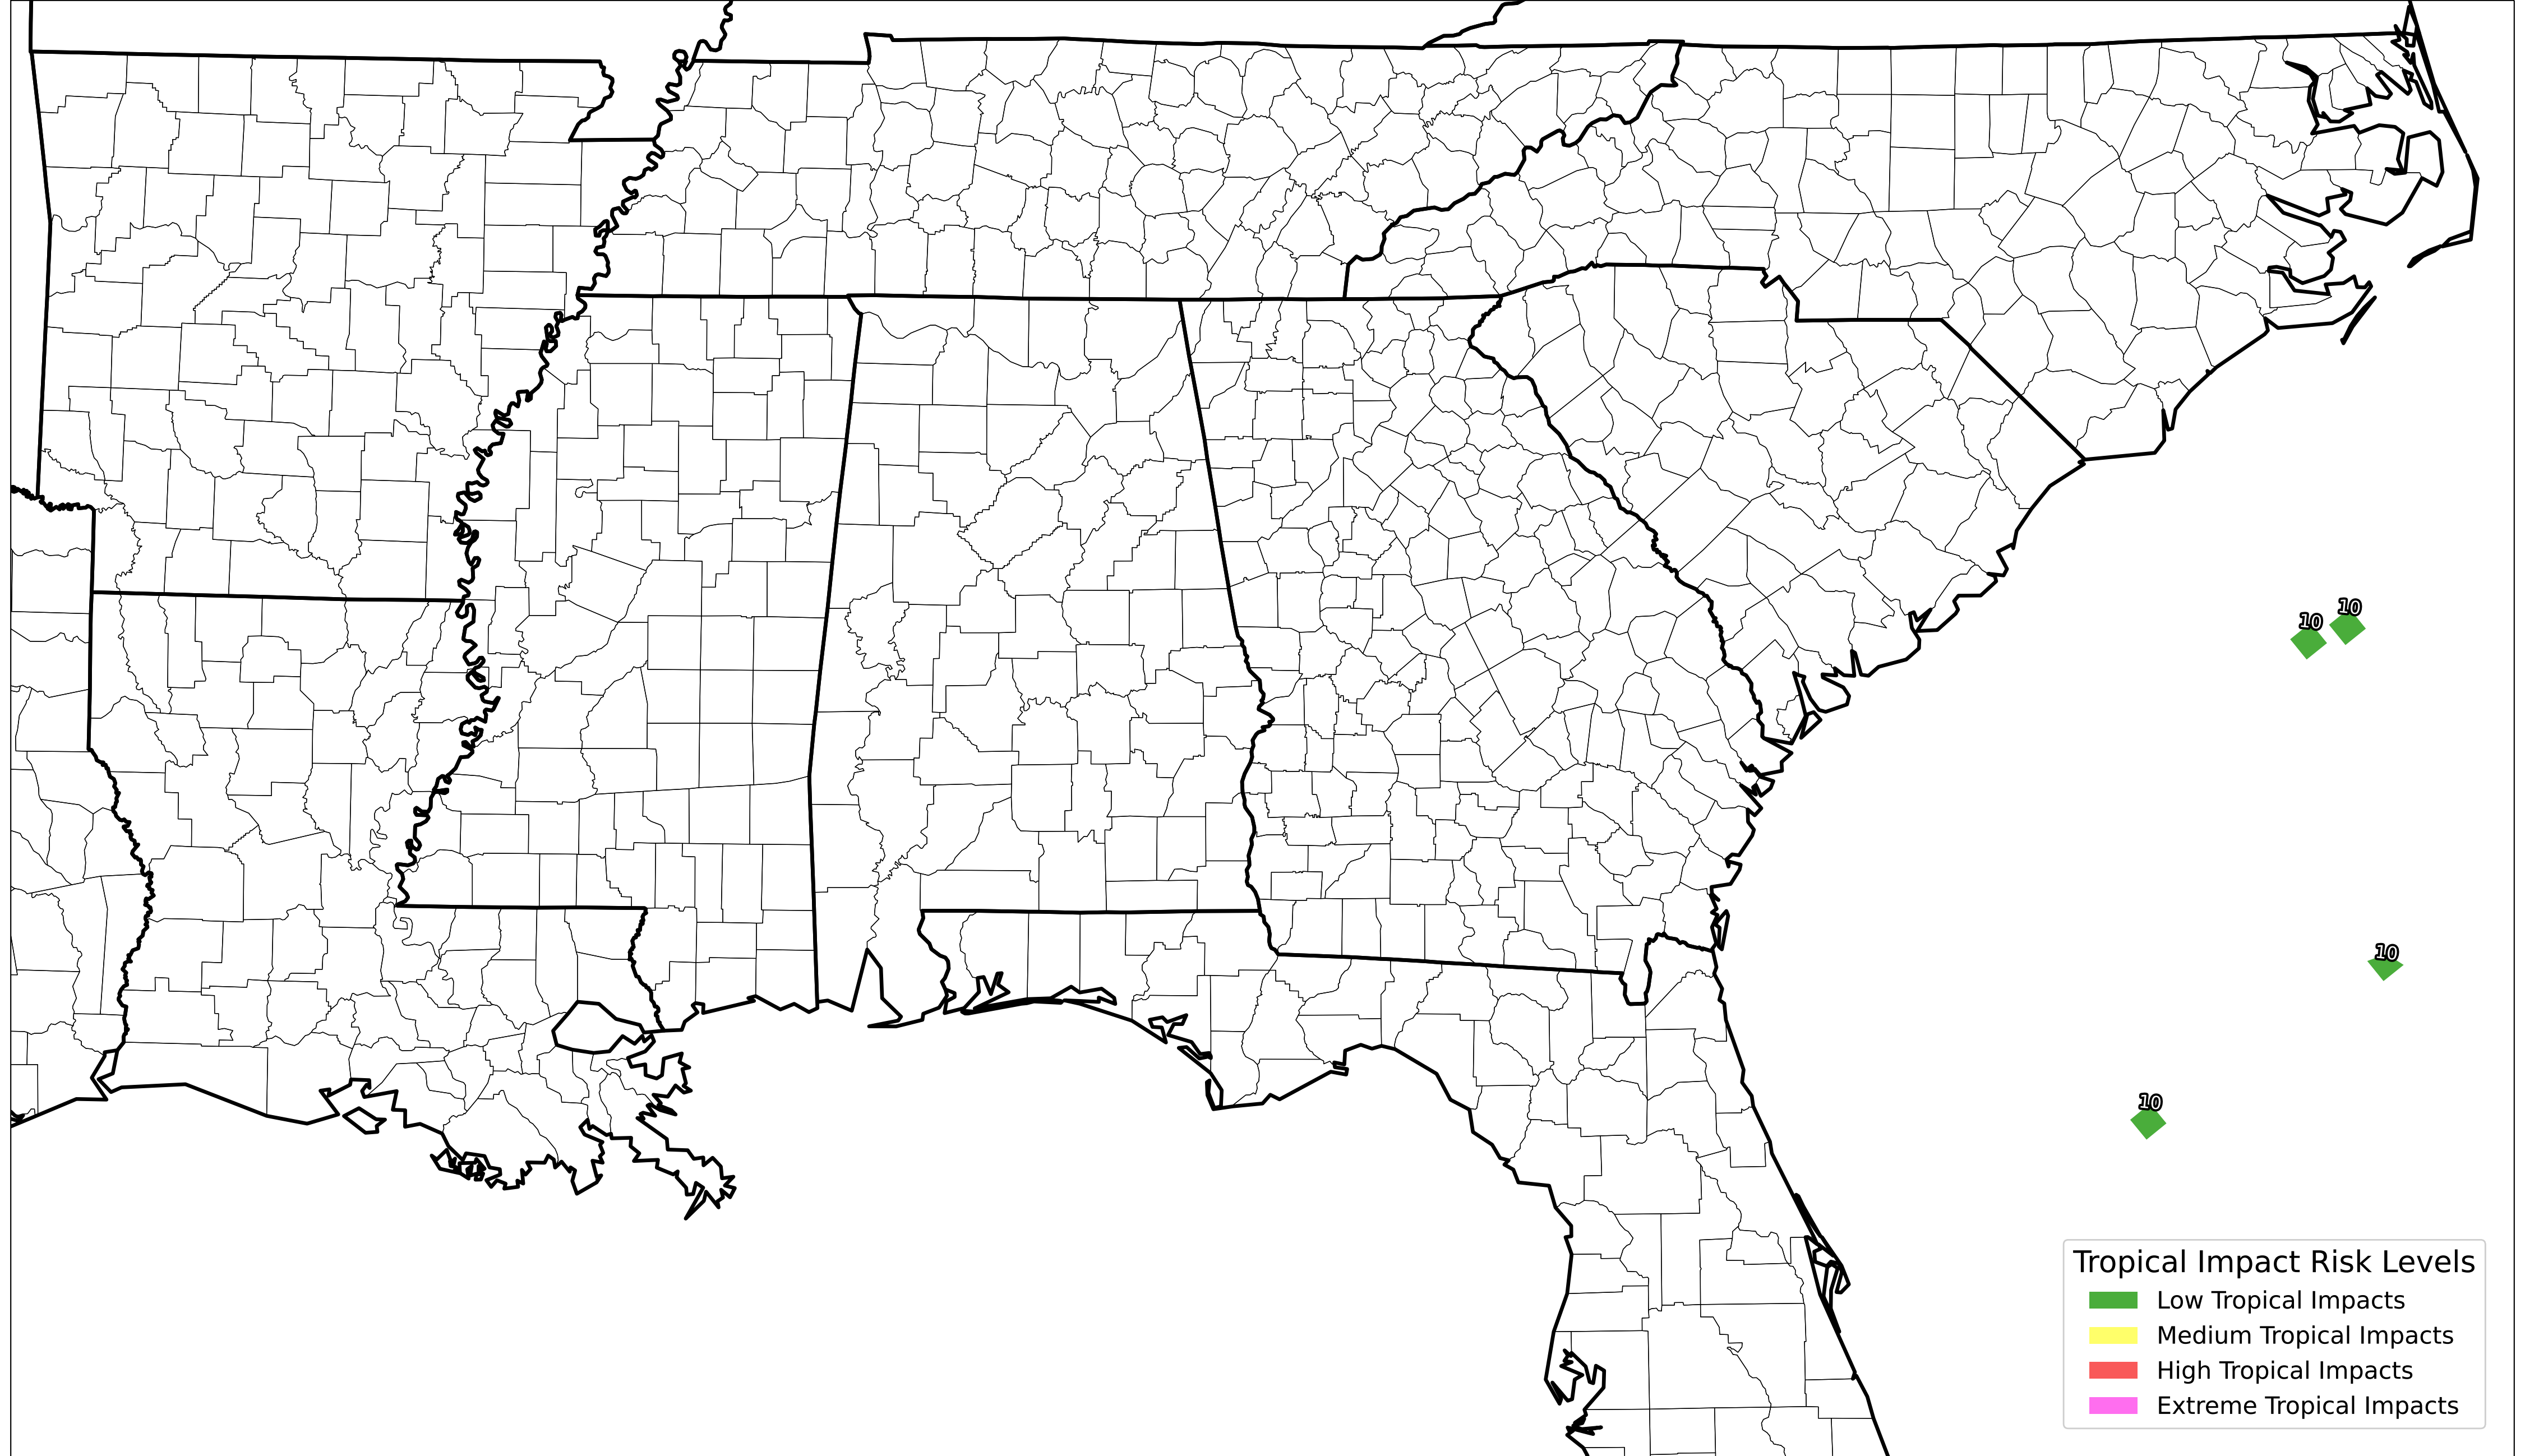 10
10
10
10
Tropical Impact Risk Levels
Low Tropical Impacts
Medium Tropical Impacts
High Tropical Impacts
Extreme Tropical Impacts